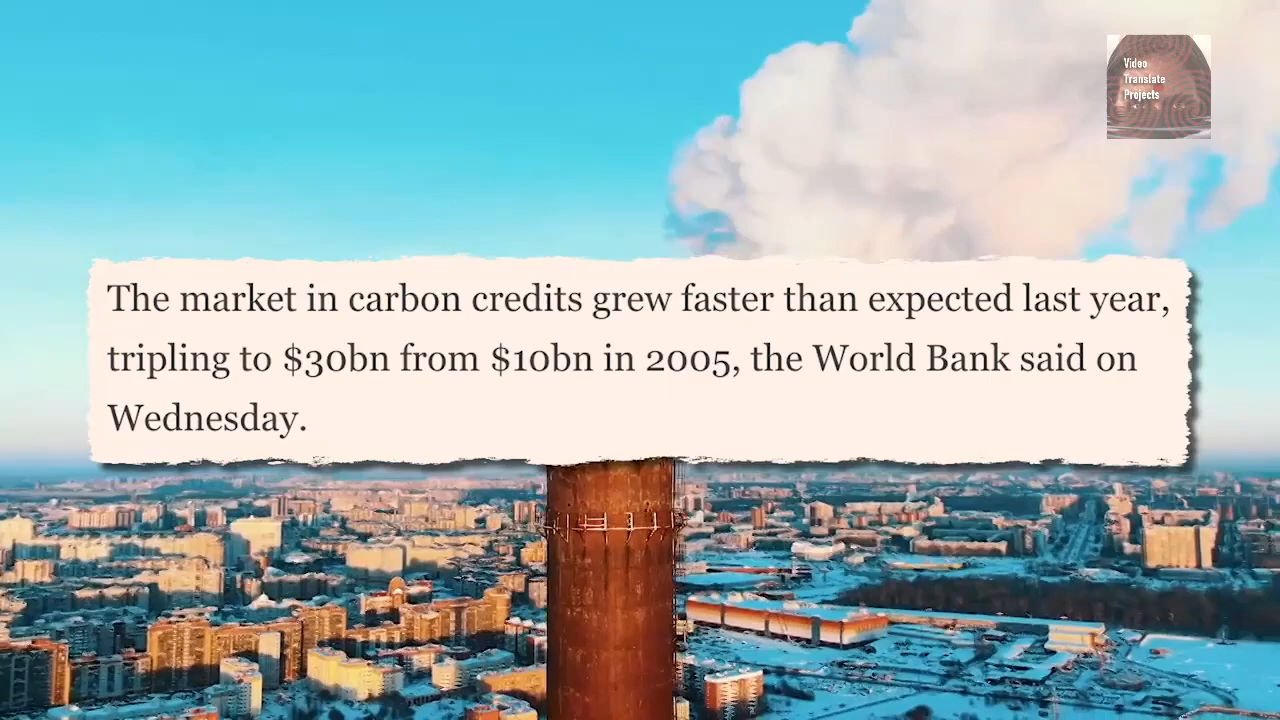 Video
Translate
Projects
The market in carbon credits grew faster than expected last year,
tripling to $30bn from $10bn in 2005, the World Bank said on
Wednesday.